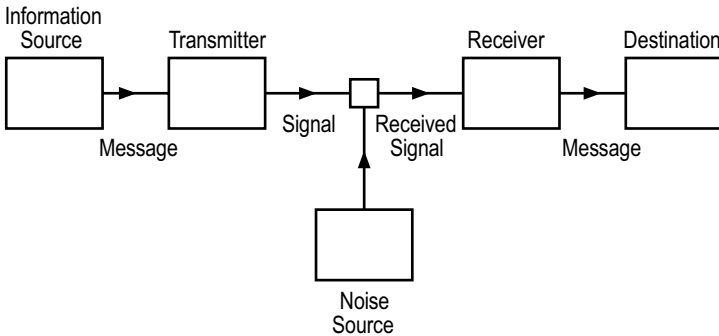 Information
Source
Transmitter
Receiver
Destination
Message
Signal
Received
Signal
Message
Noise
Source